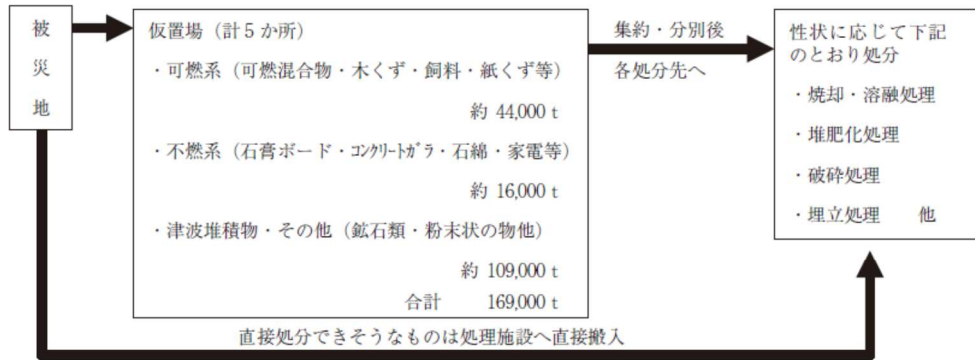 被災地
仮置場（計５か所）
・可燃系（可燃混合物・木くず・飼料・紙くず等）
約 44,000 t
・不燃系（石膏ボード・ｺﾝｸﾘｰﾄｶﾞﾗ・石綿・家電等）
約 16,000 t
・津波堆積物・その他（鉱石類・粉末状の物他）
約 109,000 t
合計 169,000 t
集約・分別後
各処分先へ
性状に応じて下記
のとおり処分
・焼却・溶融処理
・堆肥化処理
・破砕処理
・埋立処理 他
直接処分できそうなものは処理施設へ直接搬入